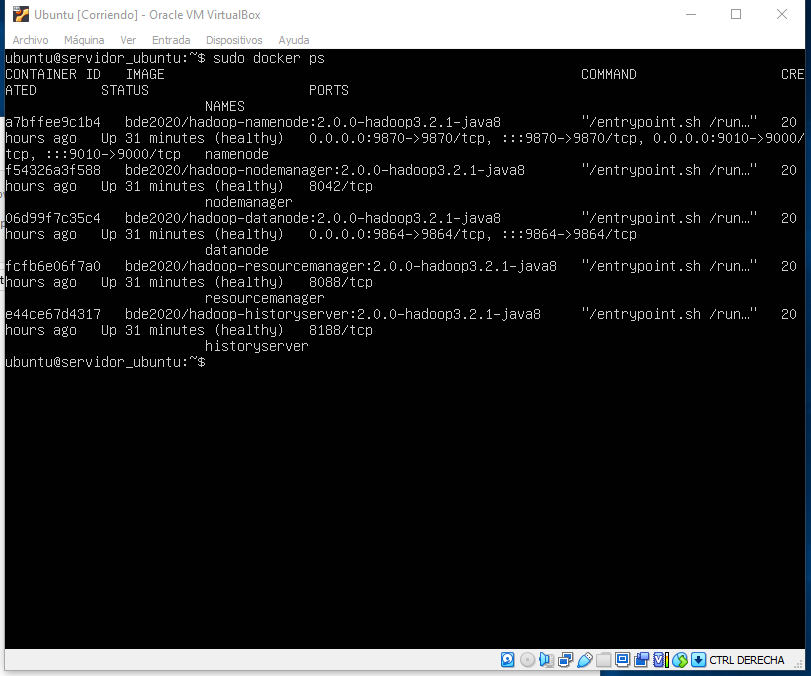 Ubuntu [Corriendo] - Oracle VM VirtualBox
Archivo Máquina Ver Entrada Dispositivos Ayuda
ubuntu@servidor_ubuntu:~$ sudo docker ps
CONTAINER ID   IMAGE                                                    COMMAND                  CRE
ATED        STATUS                    PORTS
                         NAMES
a7bffee9c1b4   bde2020/hadoop-namenode:2.0.0-hadoop3.2.1-java8          "/entrypoint.sh /run…"   20
hours ago   Up 31 minutes (healthy)   0.0.0.0:9870->9870/tcp, :::9870->9870/tcp, 0.0.0.0:9010->9000/
tcp, :::9010->9000/tcp   namenode
f54326a3f588   bde2020/hadoop-nodemanager:2.0.0-hadoop3.2.1-java8       "/entrypoint.sh /run…"   20
hours ago   Up 31 minutes (healthy)   8042/tcp
                         nodemanager
06d99f7c35c4   bde2020/hadoop-datanode:2.0.0-hadoop3.2.1-java8          "/entrypoint.sh /run…"   20
hours ago   Up 31 minutes (healthy)   0.0.0.0:9864->9864/tcp, :::9864->9864/tcp
                         datanode
fcfb6e06f7a0   bde2020/hadoop-resourcemanager:2.0.0-hadoop3.2.1-java8   "/entrypoint.sh /run…"   20
hours ago   Up 31 minutes (healthy)   8088/tcp
                         resourcemanager
e44ce67d4317   bde2020/hadoop-historyserver:2.0.0-hadoop3.2.1-java8     "/entrypoint.sh /run…"   20
hours ago   Up 31 minutes (healthy)   8188/tcp
                         historyserver
ubuntu@servidor_ubuntu:~$
CTRL DERECHA